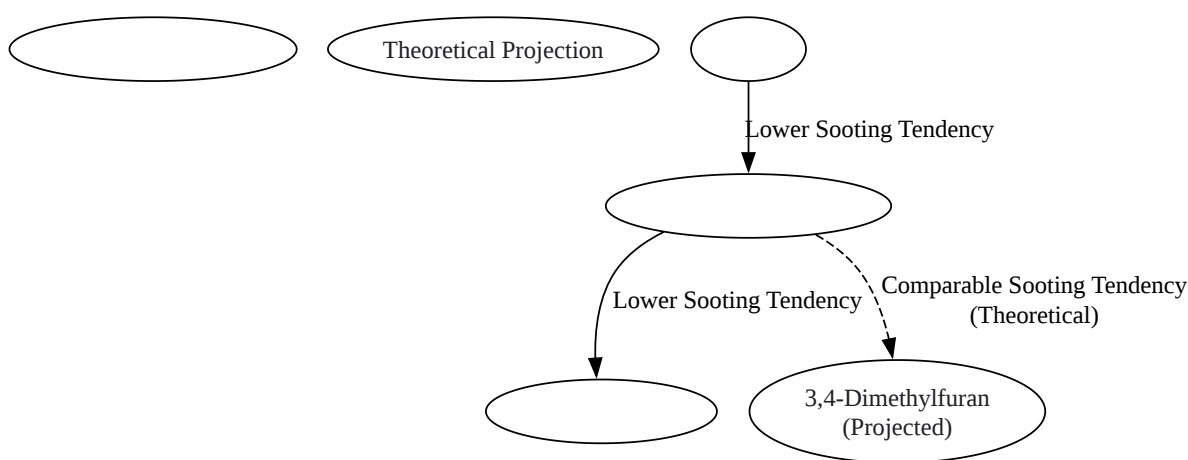 Theoretical Projection
Lower Sooting Tendency
Lower Sooting Tendency
Comparable Sooting Tendency
(Theoretical)
3,4-Dimethylfuran
(Projected)